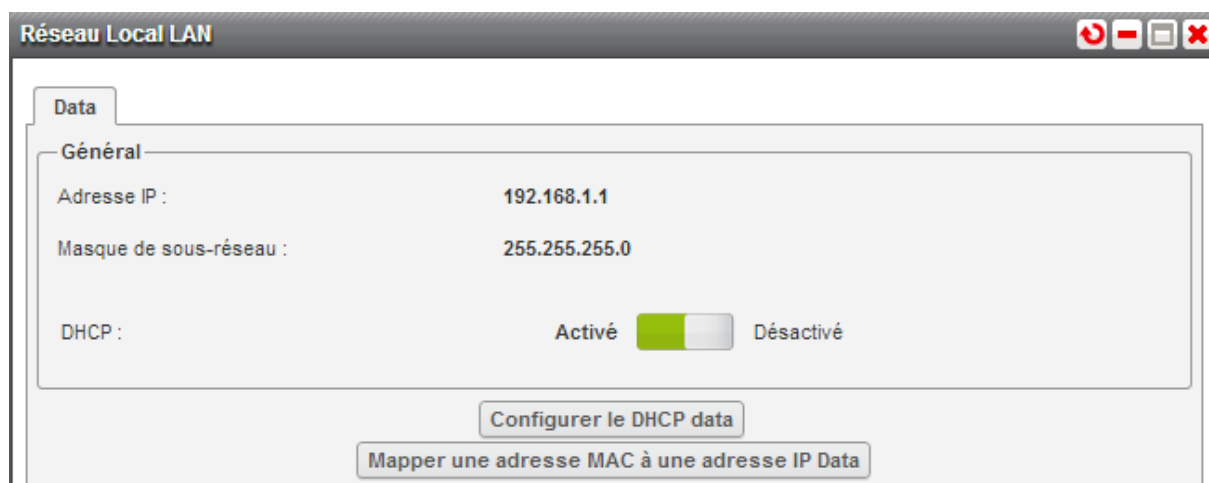 Réseau Local LAN
Data
Général
Adresse IP : 192.168.1.1
Masque de sous-réseau : 255.255.255.0
DHCP : Activé Désactivé
Configurer le DHCP data
Mapper une adresse MAC à une adresse IP Data